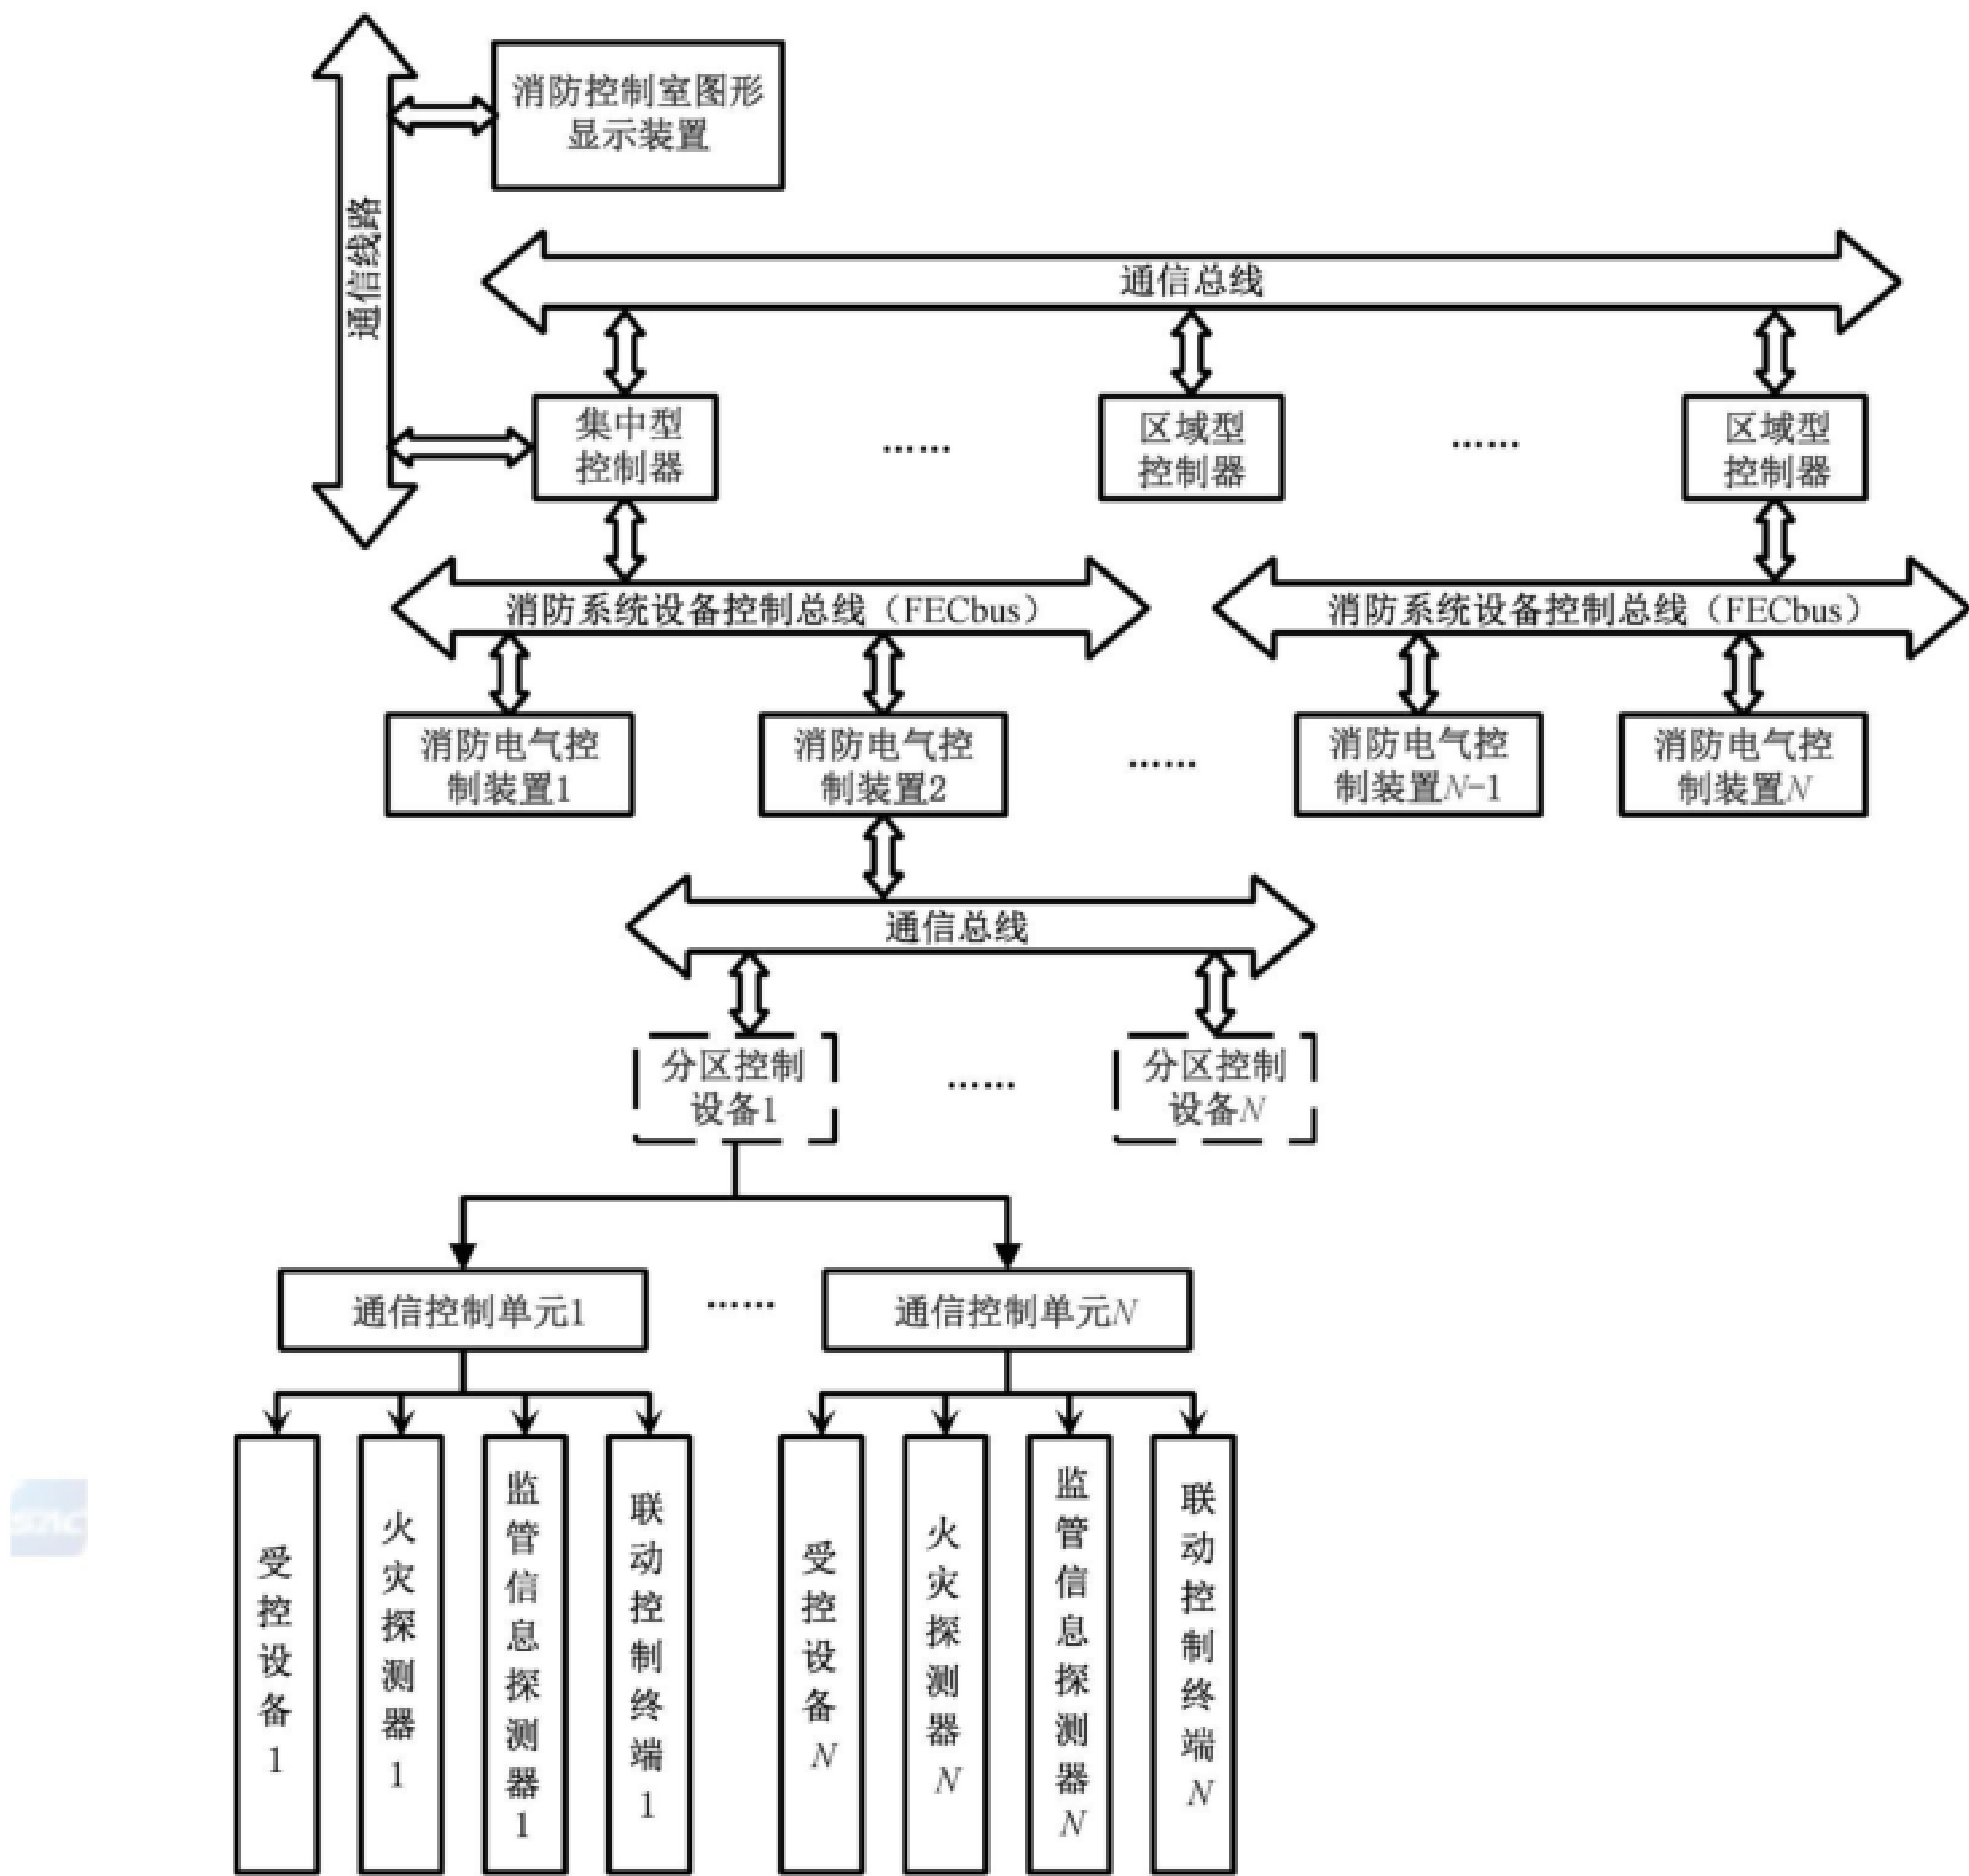 消防控制室图形
显示装置
通信线路
通信总线
集中型
控制器
……
区域型
控制器
……
区域型
控制器
消防系统设备控制总线（FECbus）
消防系统设备控制总线（FECbus）
消防电气控
制装置1
消防电气控
制装置2
……
消防电气控
制装置N-1
消防电气控
制装置N
通信总线
分区控制
设备1
……
分区控制
设备N
通信控制单元1
……
通信控制单元N
受控设备1
火灾探测器1
监管信息探测器1
联动控制终端1
受控设备N
火灾探测器N
监管信息探测器N
联动控制终端N